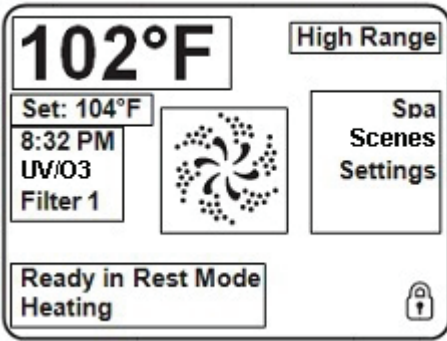 102°F
High Range
Set: 104°F
8:32 PM
UV/O3
Filter 1
Spa
Scenes
Settings
Ready in Rest Mode
Heating